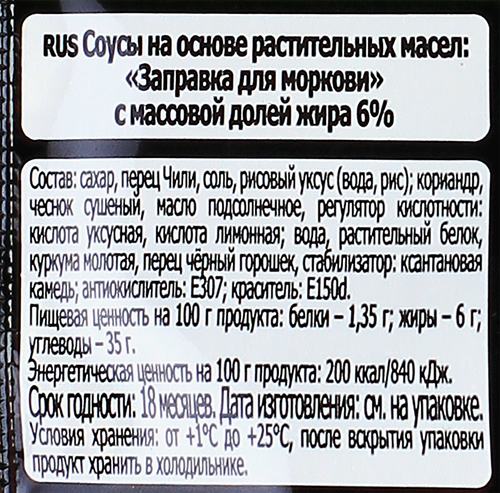 RUS Соусы на основе растительных масел:
«Заправка для моркови»
с массовой долей жира 6%
Состав: сахар, перец Чили, соль, рисовый уксус (вода, рис); кориандр,
чеснок сушеный, масло подсолнечное, регулятор кислотности:
кислота уксусная, кислота лимонная; вода, растительный белок,
куркума молотая, перец чёрный горошек, стабилизатор: ксантановая
камедь; антиокислитель: Е307; краситель: Е150d.
Пищевая ценность на 100 г продукта: белки – 1,35 г; жиры – 6 г;
углеводы – 35 г.
Энергетическая ценность на 100 г продукта: 200 ккал/840 кДж.
Срок годности: 18 месяцев. Дата изготовления: см. на упаковке.
Условия хранения: от +1°С до +25°С, после вскрытия упаковки
продукт хранить в холодильнике.